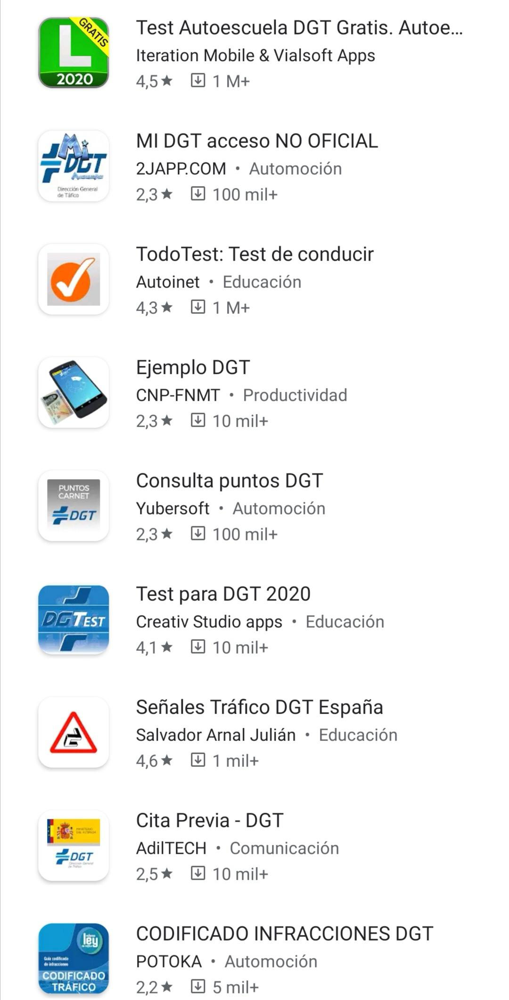 GRATIS
L
2020
Test Autoescuela DGT Gratis. Autoe...
Iteration Mobile & Vialsoft Apps
4,5★ 1 M+
Mi
DGT
Dirección General
de Táfico
MI DGT acceso NO OFICIAL
2JAPP.COM • Automoción
2,3★ 100 mil+
TodoTest: Test de conducir
Autoinet • Educación
4,3★ 1 M+
Ejemplo DGT
CNP-FNMT • Productividad
2,3★ 10 mil+
PUNTOS
CARNET
DGT
Consulta puntos DGT
Yubersoft • Automoción
2,3★ 100 mil+
DGTEST
Test para DGT 2020
Creativ Studio apps • Educación
4,1★ 10 mil+
Señales Tráfico DGT España
Salvador Arnal Julián • Educación
4,6★ 1 mil+
MINISTERIO
DEL INTERIOR
DGT
Dirección General
de Tráfico
Cita Previa - DGT
AdilTECH • Comunicación
2,5★ 10 mil+
ley
Guía codificada
de infracciones
CODIFICADO
TRÁFICO
CODIFICADO INFRACCIONES DGT
POTOKA • Automoción
2,2★ 5 mil+